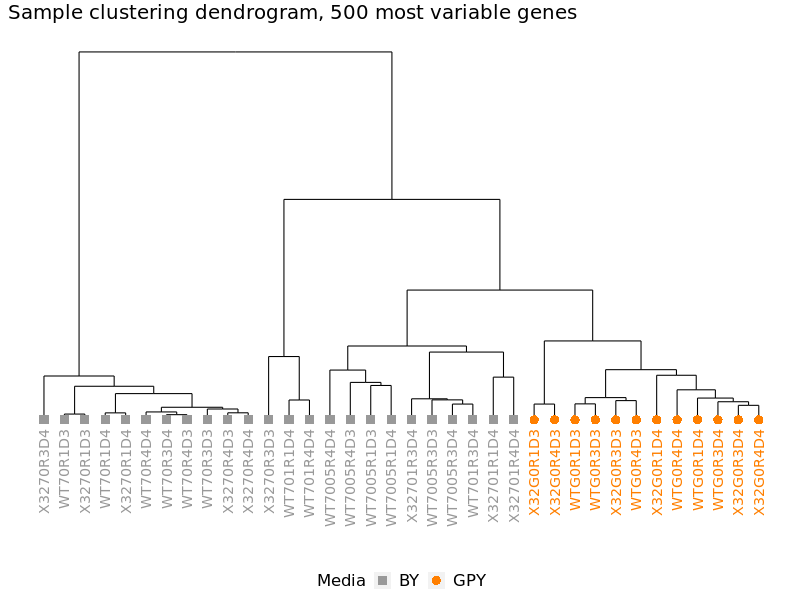 Sample clustering dendrogram, 500 most variable genes
X3270R3D4
WT70R1D3
X3270R1D3
WT70R1D4
X3270R1D4
WT70R4D4
WT70R3D4
WT70R4D3
WT70R3D3
X3270R4D3
X3270R4D4
X3270R3D3
WT701R1D4
WT701R4D4
WT7005R4D4
WT7005R4D3
WT7005R1D3
WT7005R1D4
X32701R3D4
WT7005R3D3
WT7005R3D4
WT701R3D4
X32701R1D4
X32701R4D4
X32G0R1D3
X32G0R4D3
WTG0R1D3
WTG0R3D3
X32G0R3D3
WTG0R4D3
X32G0R1D4
WTG0R4D4
WTG0R1D4
WTG0R3D4
X32G0R3D4
X32G0R4D4
Media BY GPY